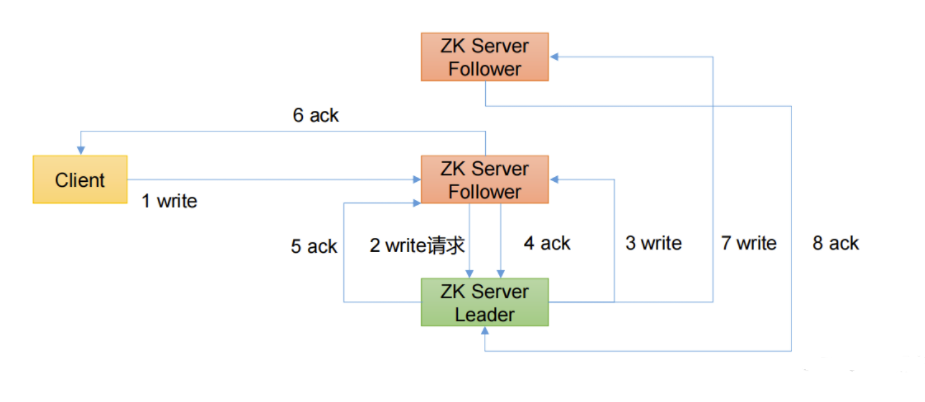 ZK Server
Follower
6 ack
Client
1 write
ZK Server
Follower
5 ack
2 write请求
4 ack
3 write
7 write
8 ack
ZK Server
Leader